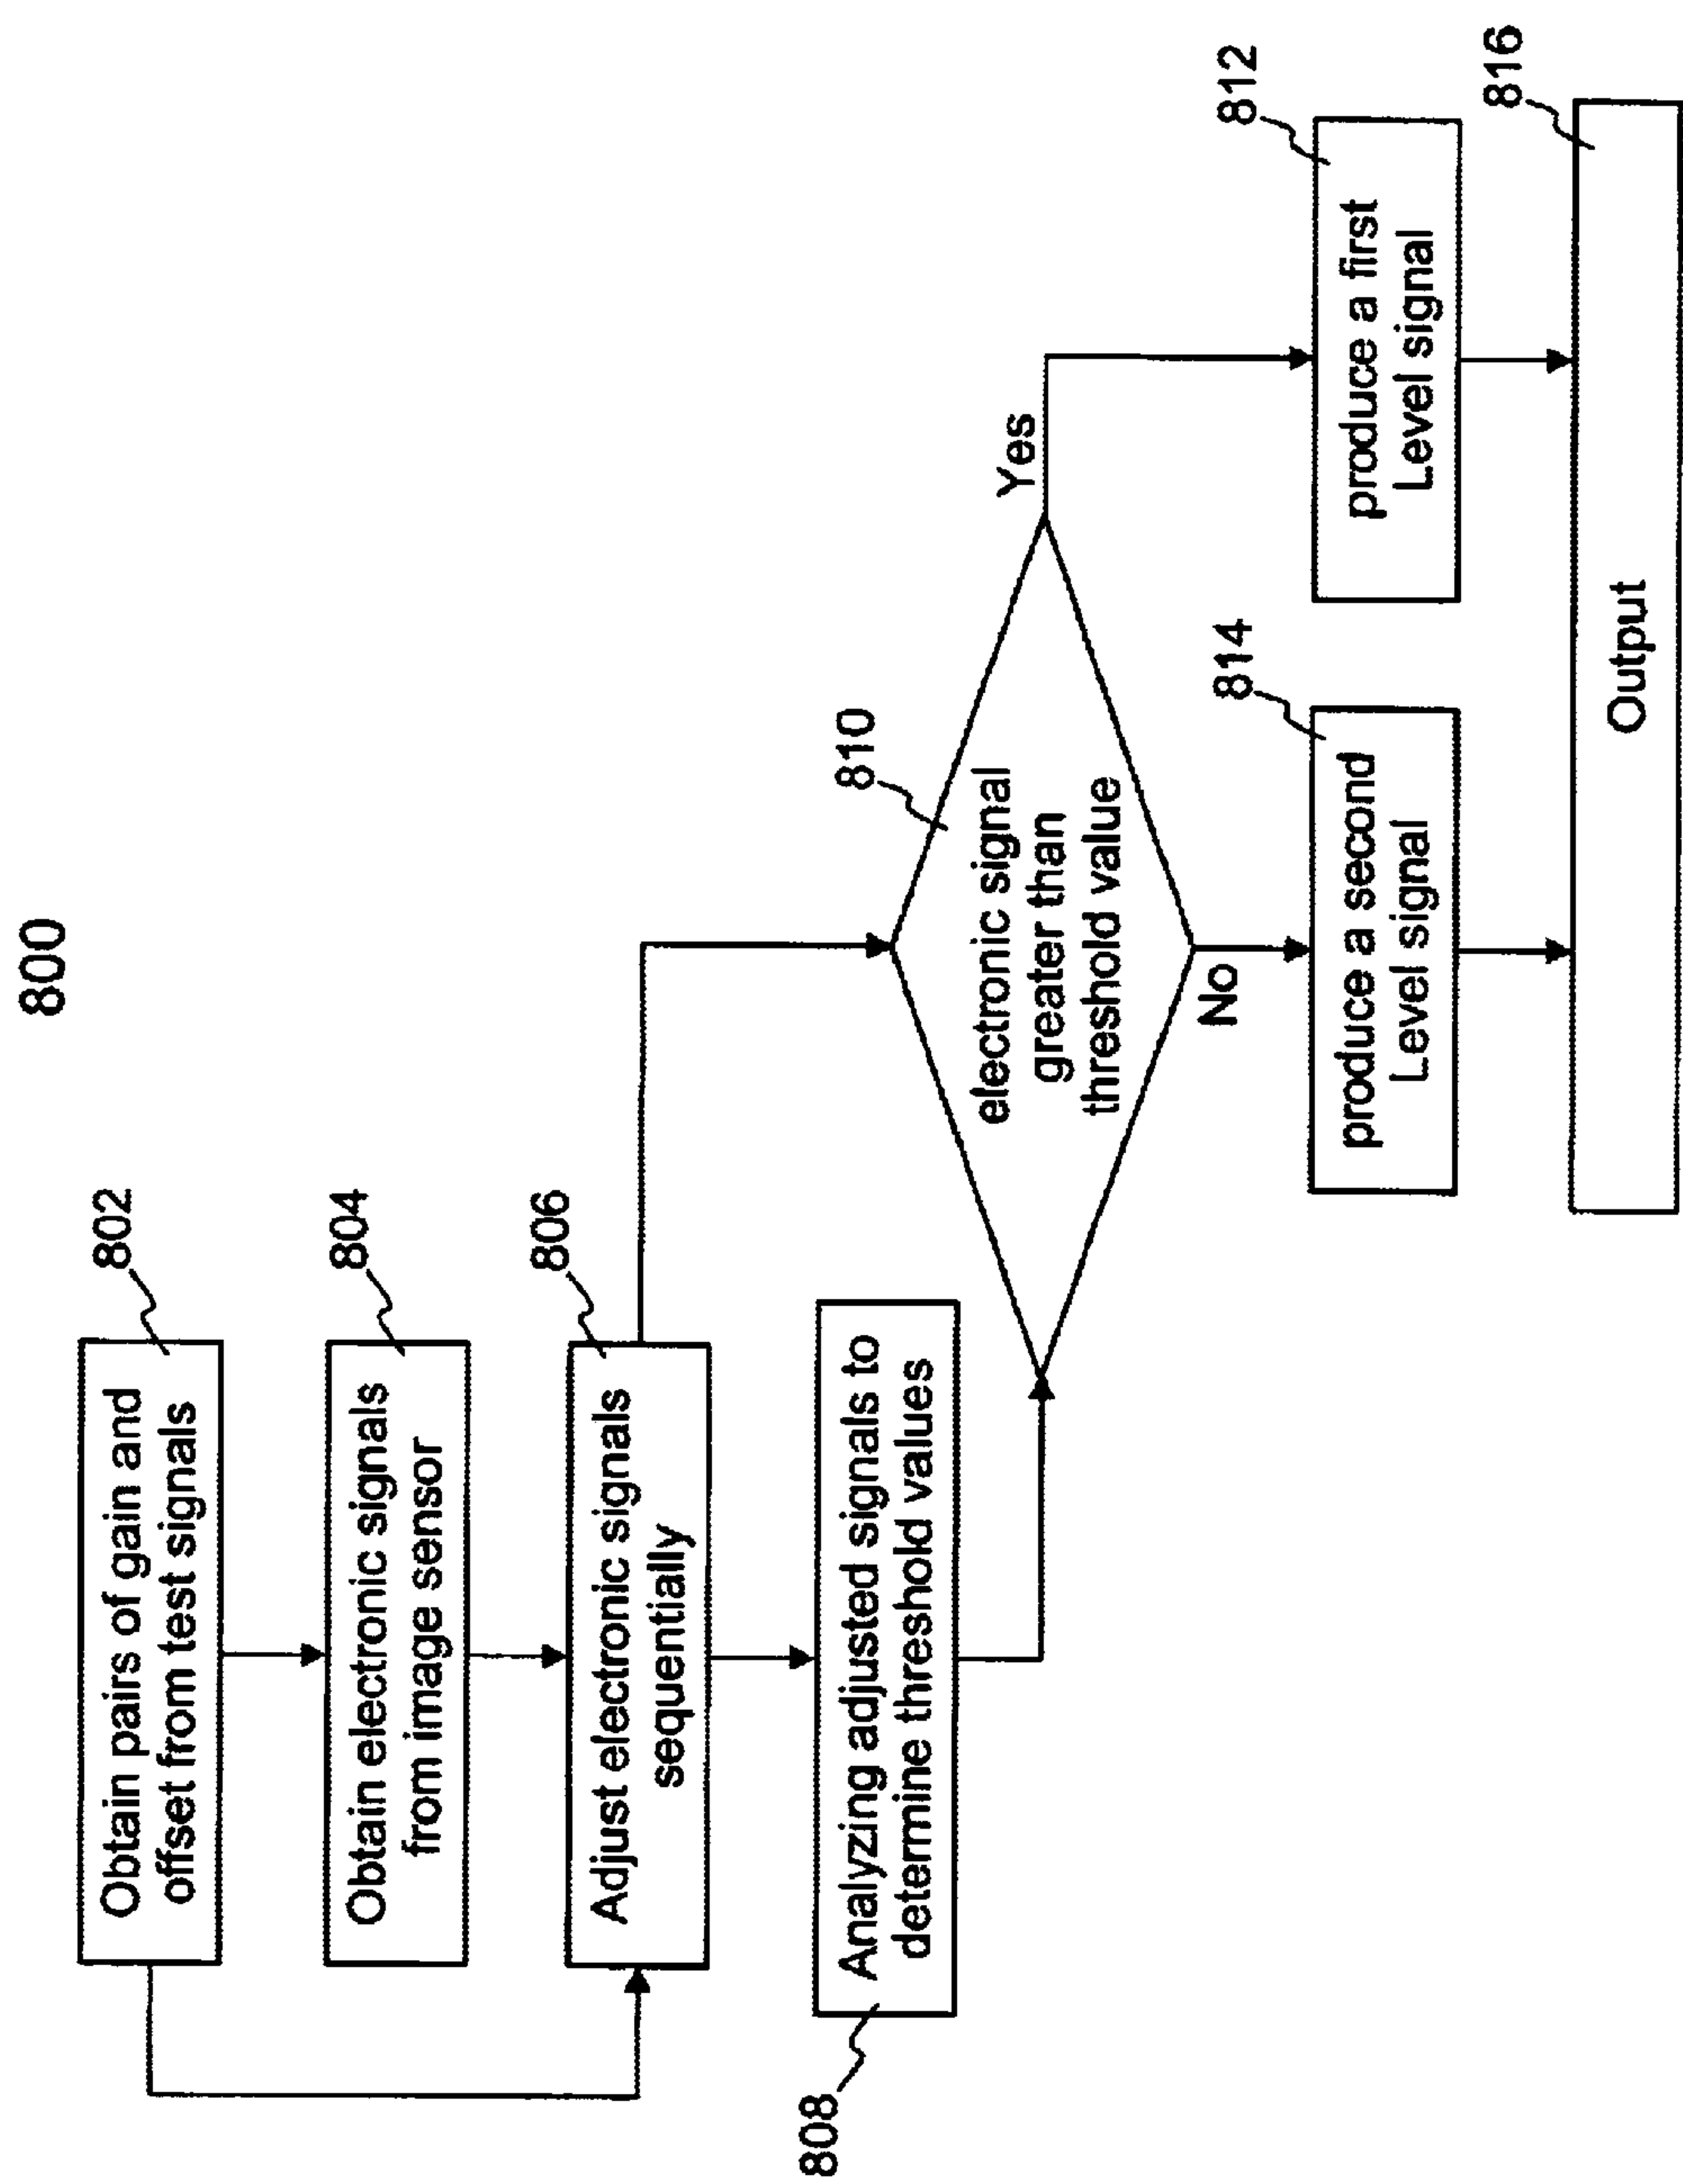 800
802
Obtain pairs of gain and
offset from test signals
804
Obtain electronic signals
from image sensor
806
Adjust electronic signals
sequentially
808
Analyzing adjusted signals to
determine threshold values
810
electronic signal
greater than
threshold value
Yes
No
812
produce a first
Level signal
814
produce a second
Level signal
816
Output